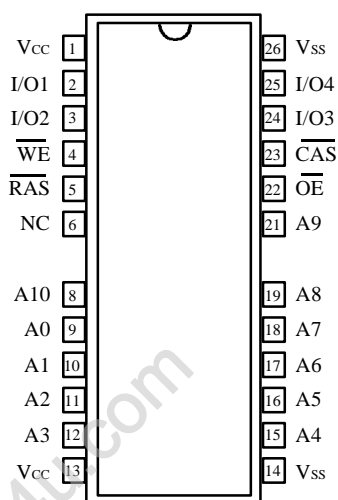 Vcc 1 26 Vss
I/O1 2 25 I/O4
I/O2 3 24 I/O3
WE 4 23 CAS
RAS 5 22 OE
NC 6 21 A9
A10 8 19 A8
A0 9 18 A7
A1 10 17 A6
A2 11 16 A5
A3 12 15 A4
Vcc 13 14 Vss
4u.com